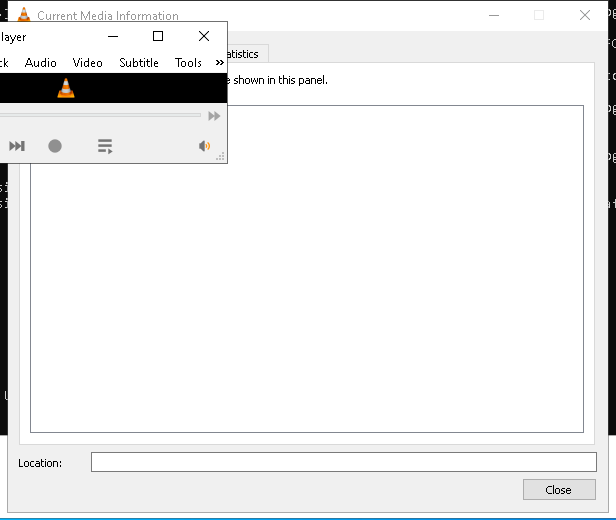 Current Media Information
layer
ck Audio Video Subtitle Tools »
atistics
e shown in this panel.
Location:
Close